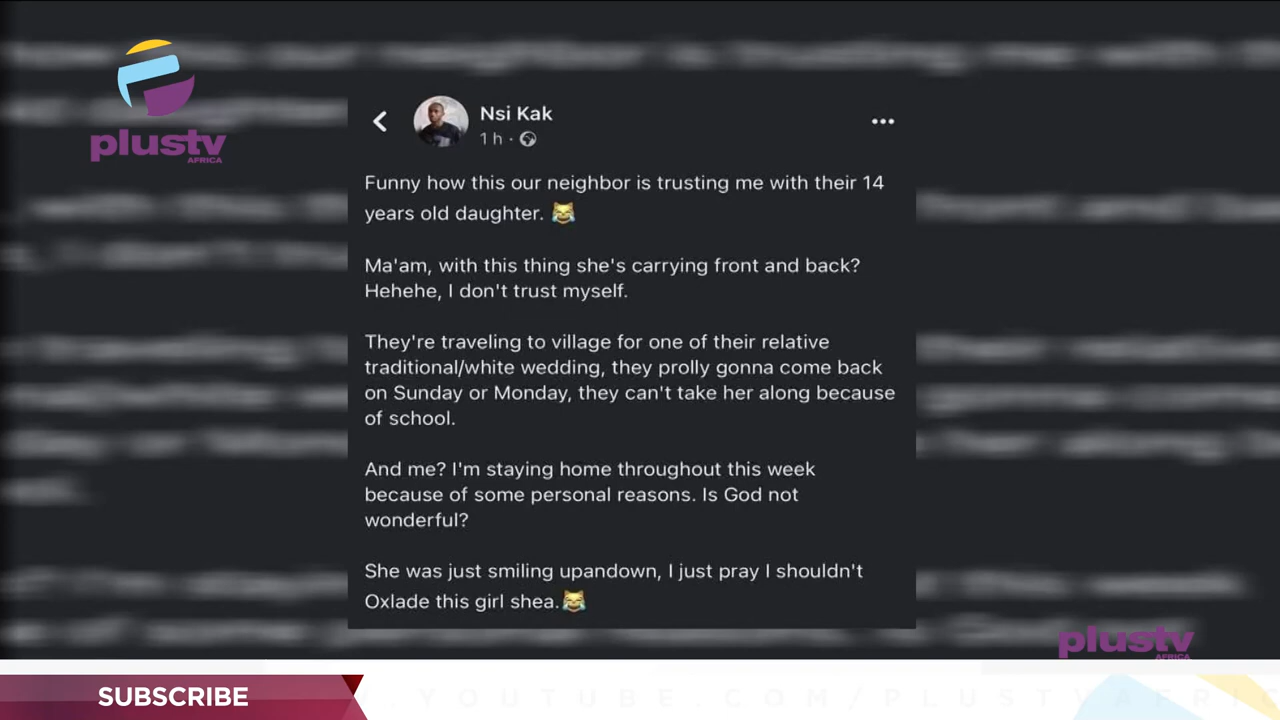 plustv
AFRICA
Nsi Kak
1 h ·
Funny how this our neighbor is trusting me with their 14
years old daughter. 😹
Ma'am, with this thing she's carrying front and back?
Hehehe, I don't trust myself.
They're traveling to village for one of their relative
traditional/white wedding, they prolly gonna come back
on Sunday or Monday, they can't take her along because
of school.
And me? I'm staying home throughout this week
because of some personal reasons. Is God not
wonderful?
She was just smiling upandown, I just pray I shouldn't
Oxlade this girl shea.😹
plustv
AFRICA
SUBSCRIBE
YOUTUBE.COM/PLUSTVAFRIC